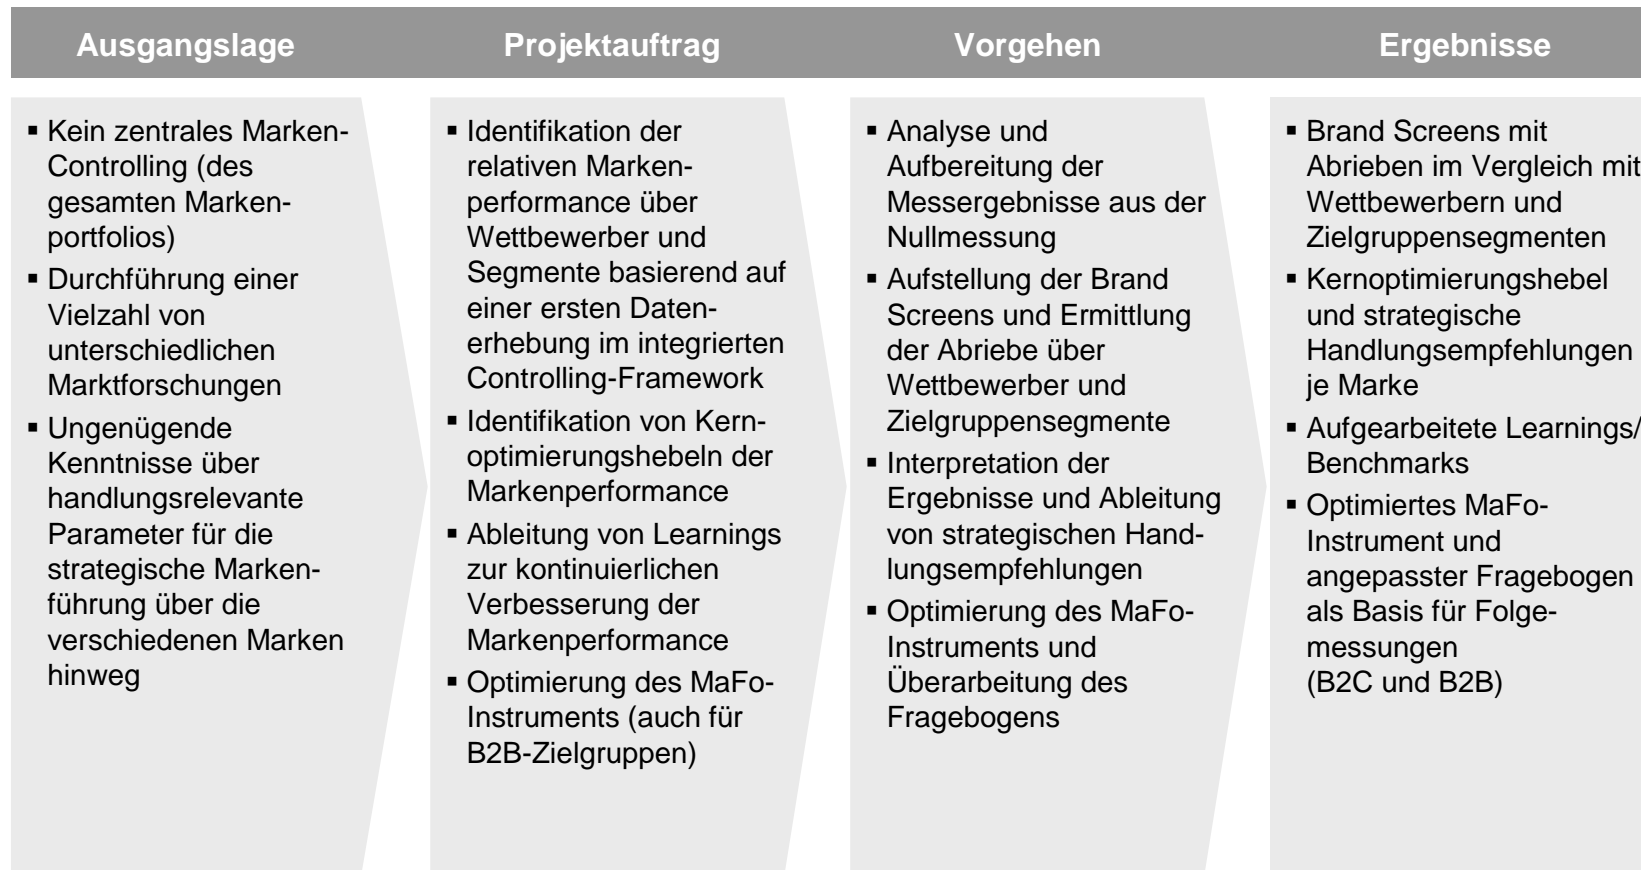 Ausgangslage
Projektauftrag
Vorgehen
Ergebnisse
▪ Kein zentrales Marken-
Controlling (des
gesamten Marken-
portfolios)
▪ Durchführung einer
Vielzahl von
unterschiedlichen
Marktforschungen
▪ Ungenügende
Kenntnisse über
handlungsrelevante
Parameter für die
strategische Marken-
führung über die
verschiedenen Marken
hinweg
▪ Identifikation der
relativen Marken-
performance über
Wettbewerber und
Segmente basierend auf
einer ersten Daten-
erhebung im integrierten
Controlling-Framework
▪ Identifikation von Kern-
optimierungshebeln der
Markenperformance
▪ Ableitung von Learnings
zur kontinuierlichen
Verbesserung der
Markenperformance
▪ Optimierung des MaFo-
Instruments (auch für
B2B-Zielgruppen)
▪ Analyse und
Aufbereitung der
Messergebnisse aus der
Nullmessung
▪ Aufstellung der Brand
Screens und Ermittlung
der Abriebe über
Wettbewerber und
Zielgruppensegmente
▪ Interpretation der
Ergebnisse und Ableitung
von strategischen Hand-
lungsempfehlungen
▪ Optimierung des MaFo-
Instruments und
Überarbeitung des
Fragebogens
▪ Brand Screens mit
Abrieben im Vergleich mit
Wettbewerbern und
Zielgruppensegmenten
▪ Kernoptimierungshebel
und strategische
Handlungsempfehlungen
je Marke
▪ Aufgearbeitete Learnings/
Benchmarks
▪ Optimiertes MaFo-
Instrument und
angepasster Fragebogen
als Basis für Folge-
messungen
(B2C und B2B)